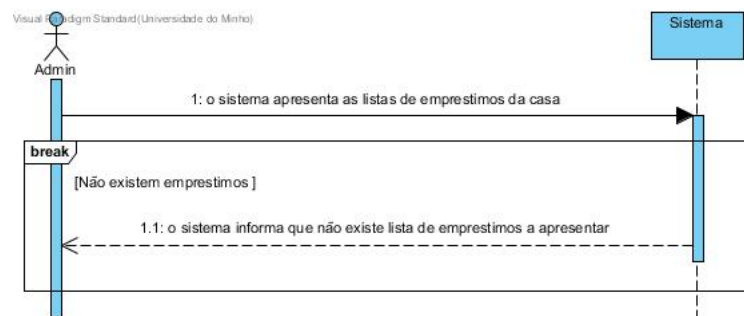 Visual Paradigm Standard(Universidade do Minho)
Sistema
Admin
1: o sistema apresenta as listas de emprestimos da casa
break
[Não existem emprestimos ]
1.1: o sistema informa que não existe lista de emprestimos a apresentar